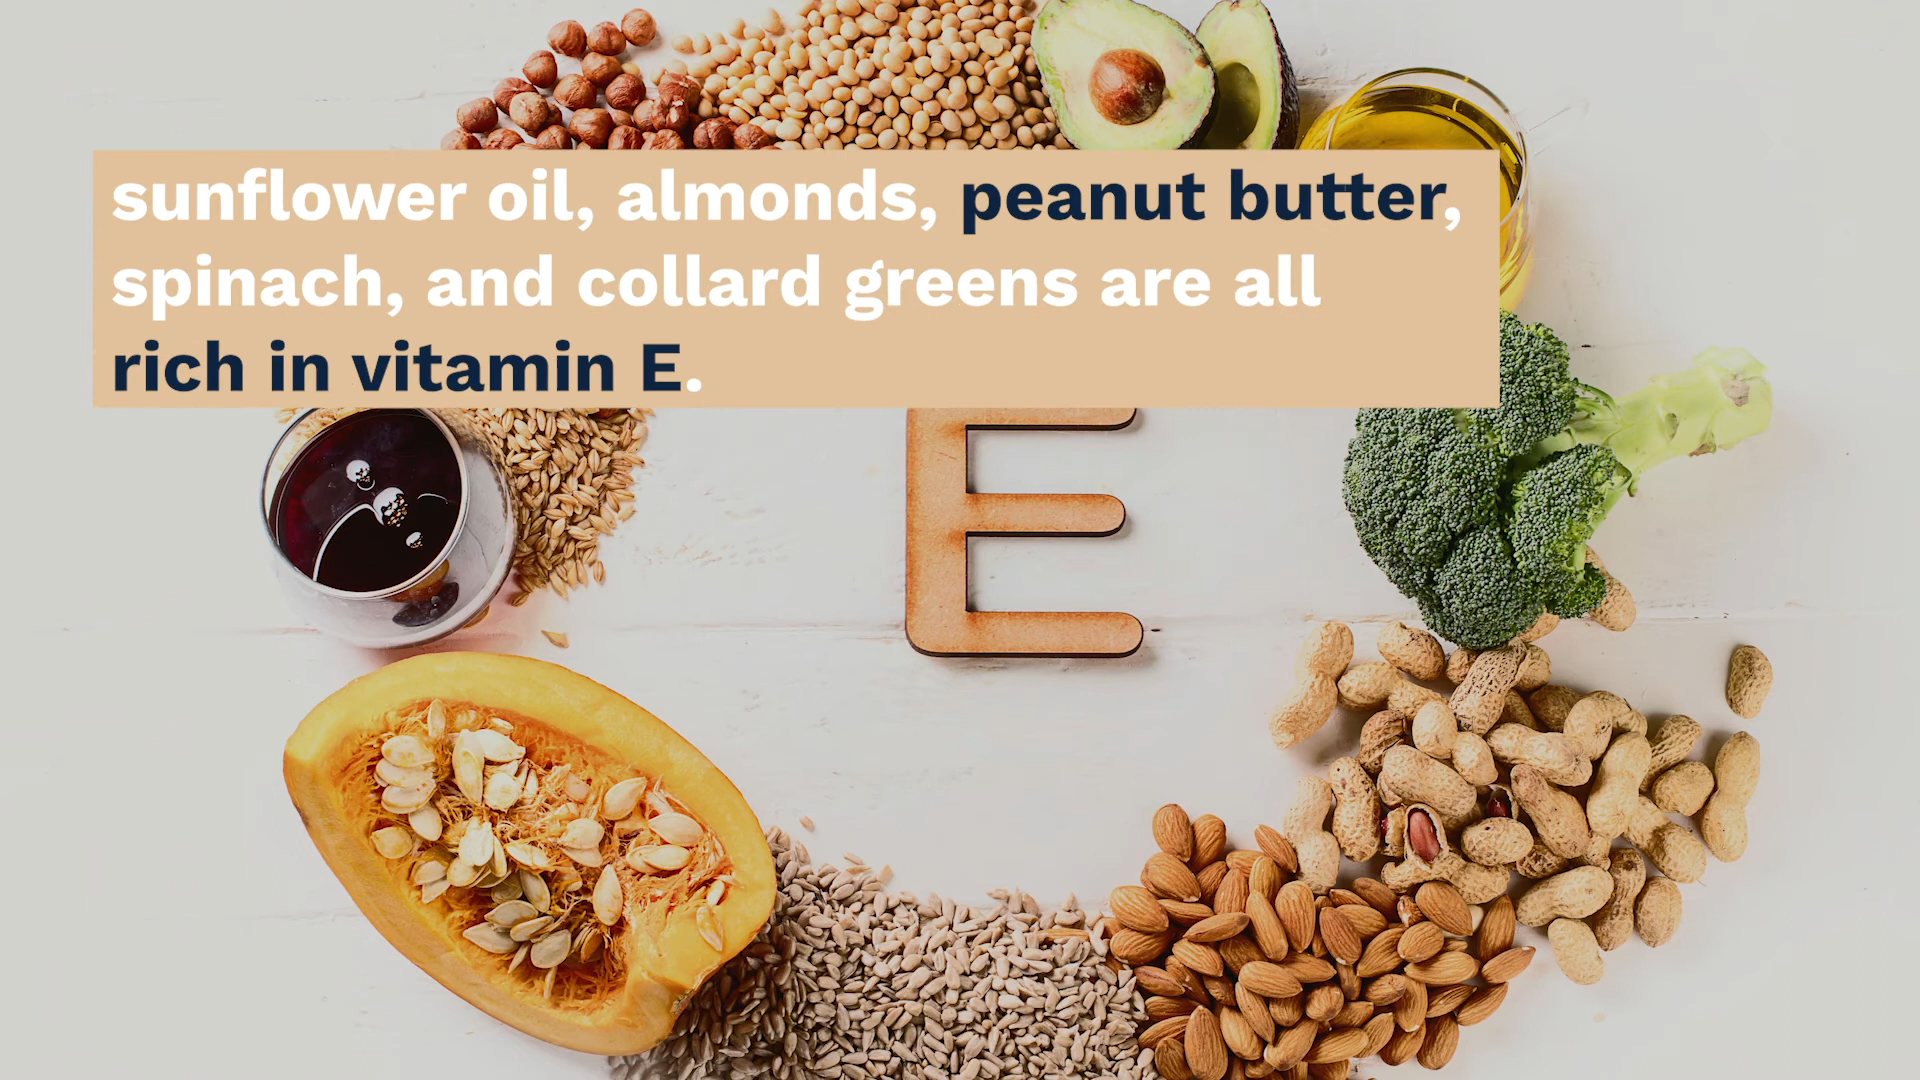 sunflower oil, almonds, peanut butter,
spinach, and collard greens are all
rich in vitamin E.
E